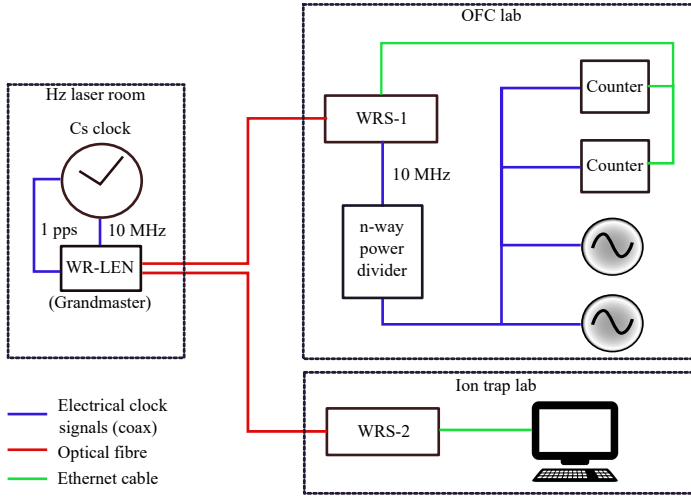 OFC lab
Hz laser room
Cs clock
1 pps
10 MHz
WR-LEN
(Grandmaster)
WRS-1
10 MHz
n-way
power
divider
Counter
Counter
Ion trap lab
WRS-2
Electrical clock
signals (coax)
Optical fibre
Ethernet cable